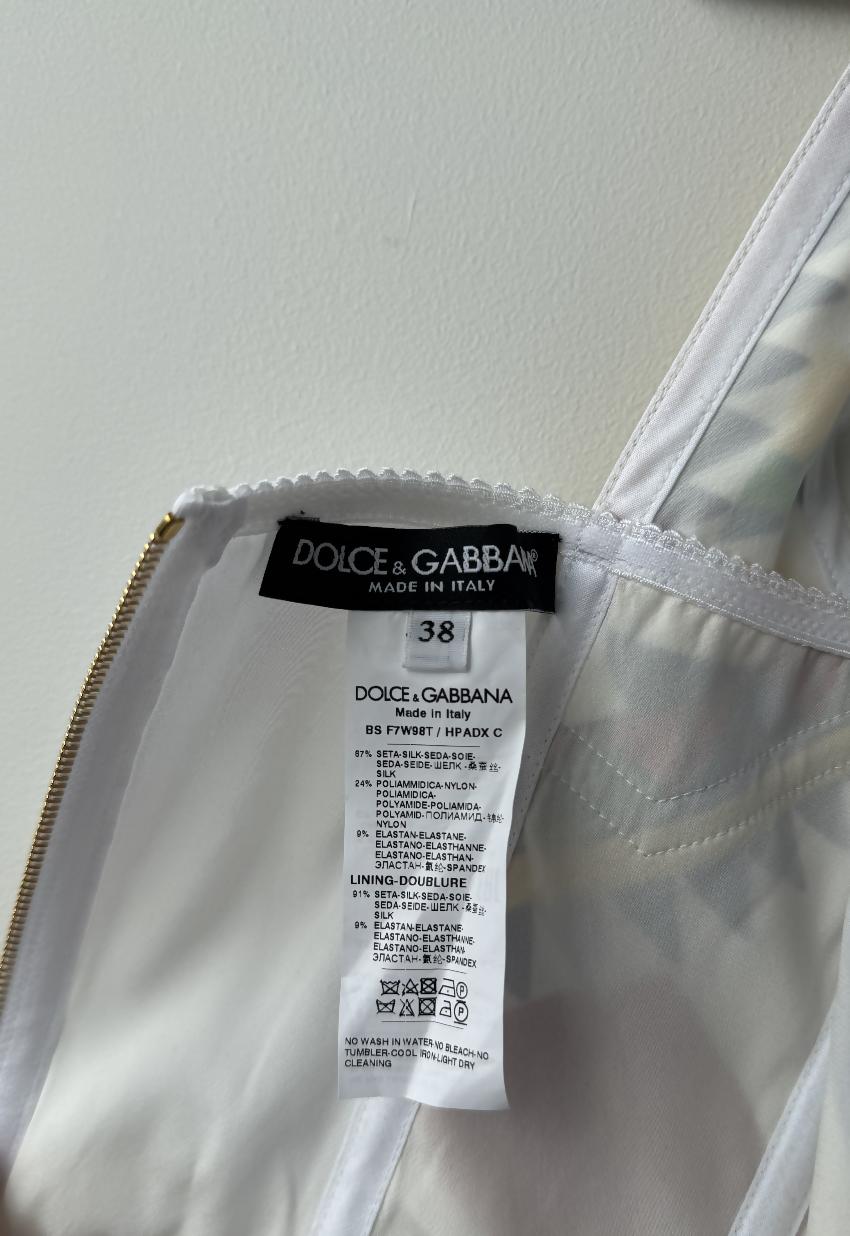 DOLCE & GABBANA®
MADE IN ITALY
38
DOLCE & GABBANA
Made in Italy
BS F7W98T / HPADX C
67% SETA-SILK-SEDA-SOIE-
SEDA-SEIDE-ШЕЛК-桑蚕丝-
SILK
24% POLIAMMIDICA-NYLON-
POLIAMIDICA-
POLYAMIDE-POLIAMIDA-
POLYAMID-ПОЛИАМИД-锦纶-
NYLON
9% ELASTAN-ELASTANE-
ELASTANO-ELASTHANNE-
ELASTANO-ELASTHAN-
ЭЛАСТАН-氨纶-SPANDEX
LINING-DOUBLURE
91% SETA-SILK-SEDA-SOIE-
SEDA-SEIDE-ШЕЛК-桑蚕丝-
SILK
9% ELASTAN-ELASTANE-
ELASTANO-ELASTHANNE-
ELASTANO-ELASTHAN-
ЭЛАСТАН-氨纶-SPANDEX
P
P
NO WASH IN WATER-NO BLEACH-NO
TUMBLER-COOL IRON-LIGHT DRY
CLEANING